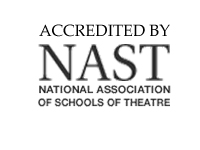 ACCREDITED BY
NAST
NATIONAL ASSOCIATION
OF SCHOOLS OF THEATRE